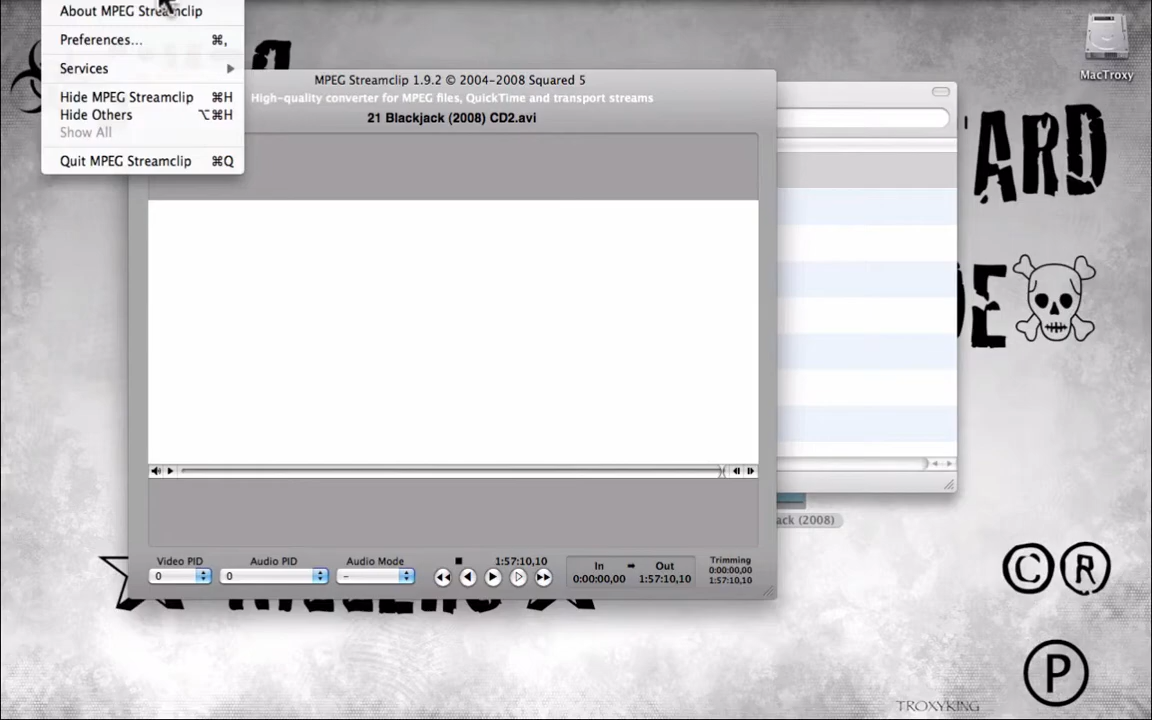 About MPEG Streamclip
Preferences... ⌘,
Services
Hide MPEG Streamclip ⌘H
Hide Others ⌥⌘H
Show All
Quit MPEG Streamclip ⌘Q
MPEG Streamclip 1.9.2 © 2004-2008 Squared 5
High-quality converter for MPEG files, QuickTime and transport streams
21 Blackjack (2008) CD2.avi
MacTroxy
ARD
ack (2008)
Video PID
0
Audio PID
0
Audio Mode
-
1:57:10,10
In ➡ Out
0:00:00,00 1:57:10,10
Trimming
0:00:00,00
1:57:10,10
© ®
P
TROXYKING